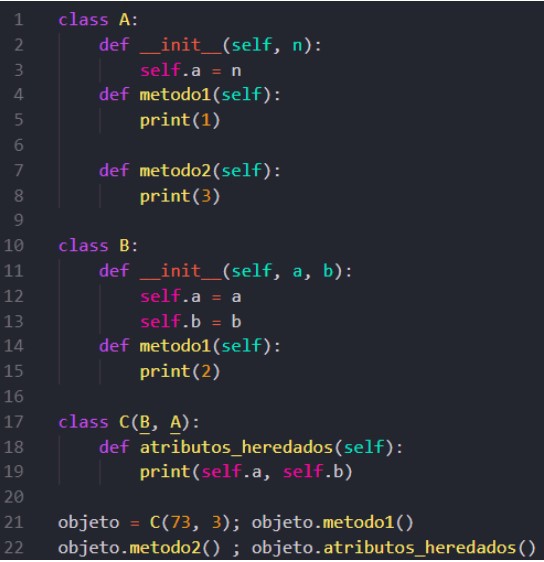 1 class A:
2     def __init__(self, n):
3         self.a = n
4     def metodo1(self):
5         print(1)
6
7     def metodo2(self):
8         print(3)
9
10 class B:
11     def __init__(self, a, b):
12         self.a = a
13         self.b = b
14     def metodo1(self):
15         print(2)
16
17 class C(B, A):
18     def atributos_heredados(self):
19         print(self.a, self.b)
20
21 objeto = C(73, 3); objeto.metodo1()
22 objeto.metodo2() ; objeto.atributos_heredados()